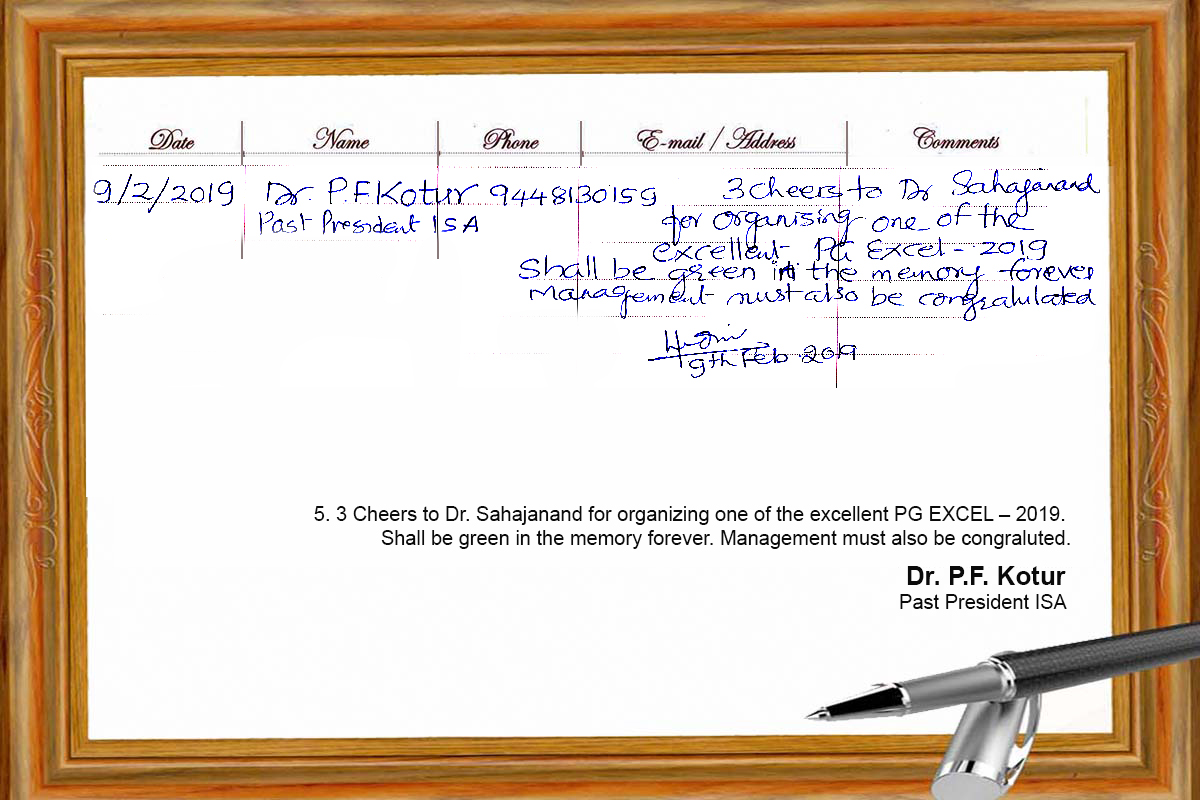 Date Name Phone E-mail / Address Comments
9/2/2019 Dr. P.F. Kotur 9448130159 3 cheers to Dr Sahajanand
Past President ISA for organising one of the
excellent PG Excel - 2019
Shall be green in the memory forever
Management must also be congralulated
9th Feb 2019
5. 3 Cheers to Dr. Sahajanand for organizing one of the excellent PG EXCEL – 2019.
Shall be green in the memory forever. Management must also be congraluted.
Dr. P.F. Kotur
Past President ISA